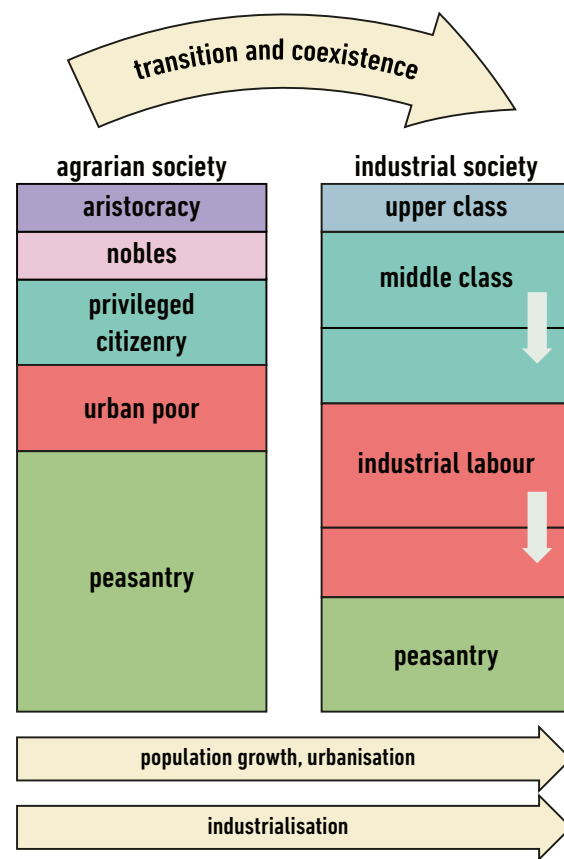 transition and coexistence
agrarian society
aristocracy
nobles
privileged
citizenry
urban poor
peasantry
industrial society
upper class
middle class
industrial labour
peasantry
population growth, urbanisation
industrialisation